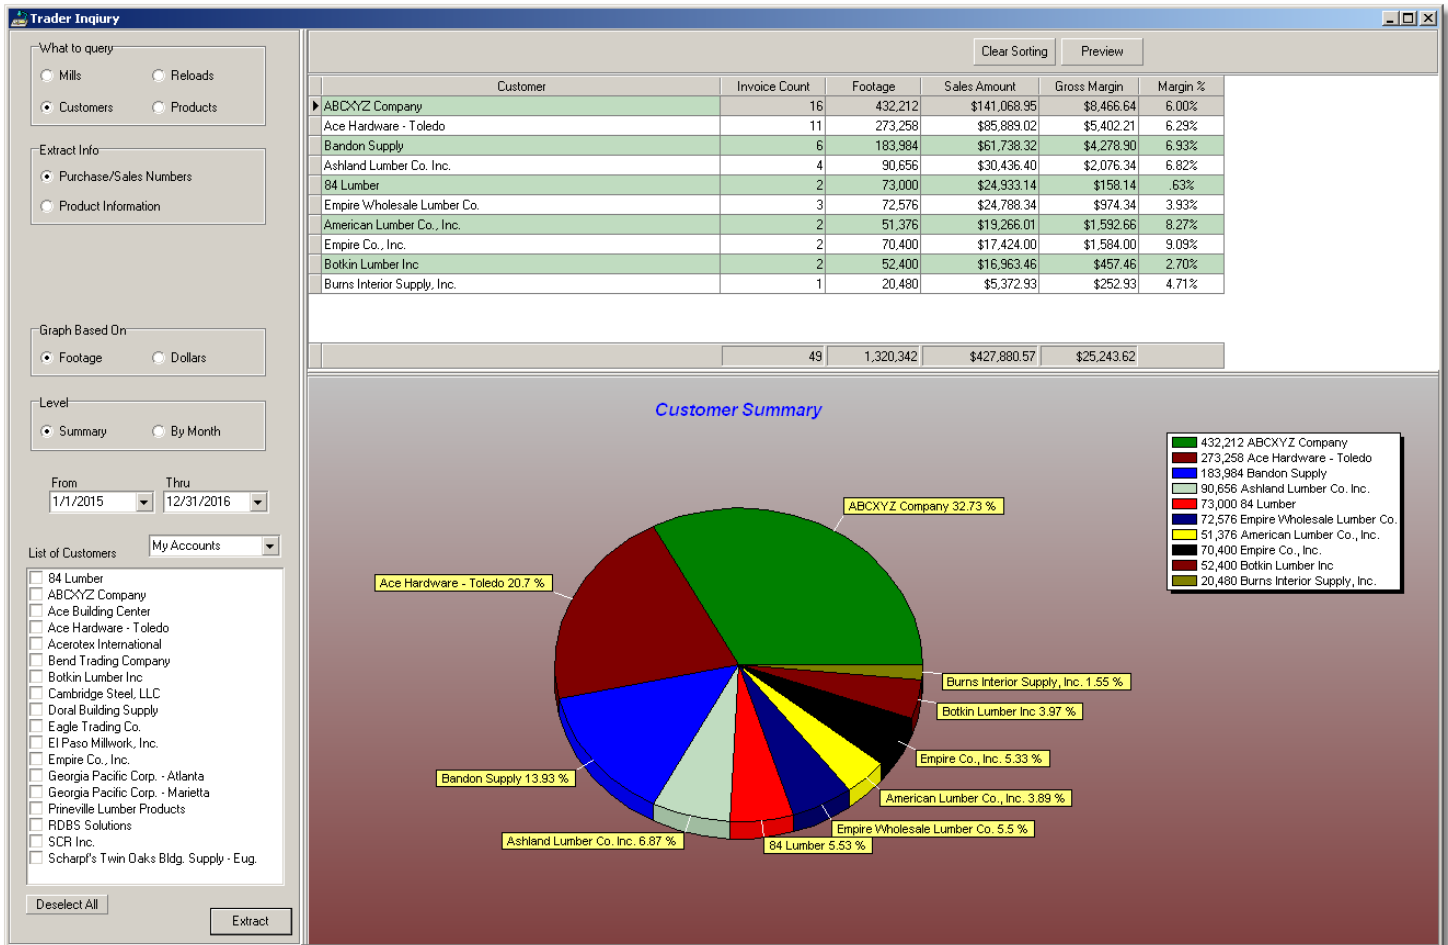 Trader Inqiury
What to query
Mills
Reloads
Customers
Products
Extract Info
Purchase/Sales Numbers
Product Information
Graph Based On
Footage
Dollars
Level
Summary
By Month
From
Thru
1/1/2015
12/31/2016
List of Customers
My Accounts
84 Lumber
ABCXYZ Company
Ace Building Center
Ace Hardware - Toledo
Acerotex International
Bend Trading Company
Botkin Lumber Inc
Cambridge Steel, LLC
Doral Building Supply
Eagle Trading Co.
El Paso Millwork, Inc.
Empire Co., Inc.
Georgia Pacific Corp. - Atlanta
Georgia Pacific Corp. - Marietta
Prineville Lumber Products
RDBS Solutions
SCR Inc.
Scharpf's Twin Oaks Bldg. Supply - Eug.
Deselect All
Extract
Clear Sorting
Preview
Customer Invoice Count Footage Sales Amount Gross Margin Margin %
ABCXYZ Company 16 432,212 $141,068.95 $8,466.64 6.00%
Ace Hardware - Toledo 11 273,258 $85,889.02 $5,402.21 6.29%
Bandon Supply 6 183,984 $61,738.32 $4,278.90 6.93%
Ashland Lumber Co. Inc. 4 90,656 $30,436.40 $2,076.34 6.82%
84 Lumber 2 73,000 $24,933.14 $158.14 .63%
Empire Wholesale Lumber Co. 3 72,576 $24,788.34 $974.34 3.93%
American Lumber Co., Inc. 2 51,376 $19,266.01 $1,592.66 8.27%
Empire Co., Inc. 2 70,400 $17,424.00 $1,584.00 9.09%
Botkin Lumber Inc 2 52,400 $16,963.46 $457.46 2.70%
Burns Interior Supply, Inc. 1 20,480 $5,372.93 $252.93 4.71%
49 1,320,342 $427,880.57 $25,243.62
Customer Summary
432,212 ABCXYZ Company
273,258 Ace Hardware - Toledo
183,984 Bandon Supply
90,656 Ashland Lumber Co. Inc.
73,000 84 Lumber
72,576 Empire Wholesale Lumber Co.
51,376 American Lumber Co., Inc.
70,400 Empire Co., Inc.
52,400 Botkin Lumber Inc
20,480 Burns Interior Supply, Inc.
ABCXYZ Company 32.73 %
Ace Hardware - Toledo 20.7 %
Burns Interior Supply, Inc. 1.55 %
Botkin Lumber Inc 3.97 %
Empire Co., Inc. 5.33 %
Bandon Supply 13.93 %
American Lumber Co., Inc. 3.89 %
Empire Wholesale Lumber Co. 5.5 %
Ashland Lumber Co. Inc. 6.87 %
84 Lumber 5.53 %